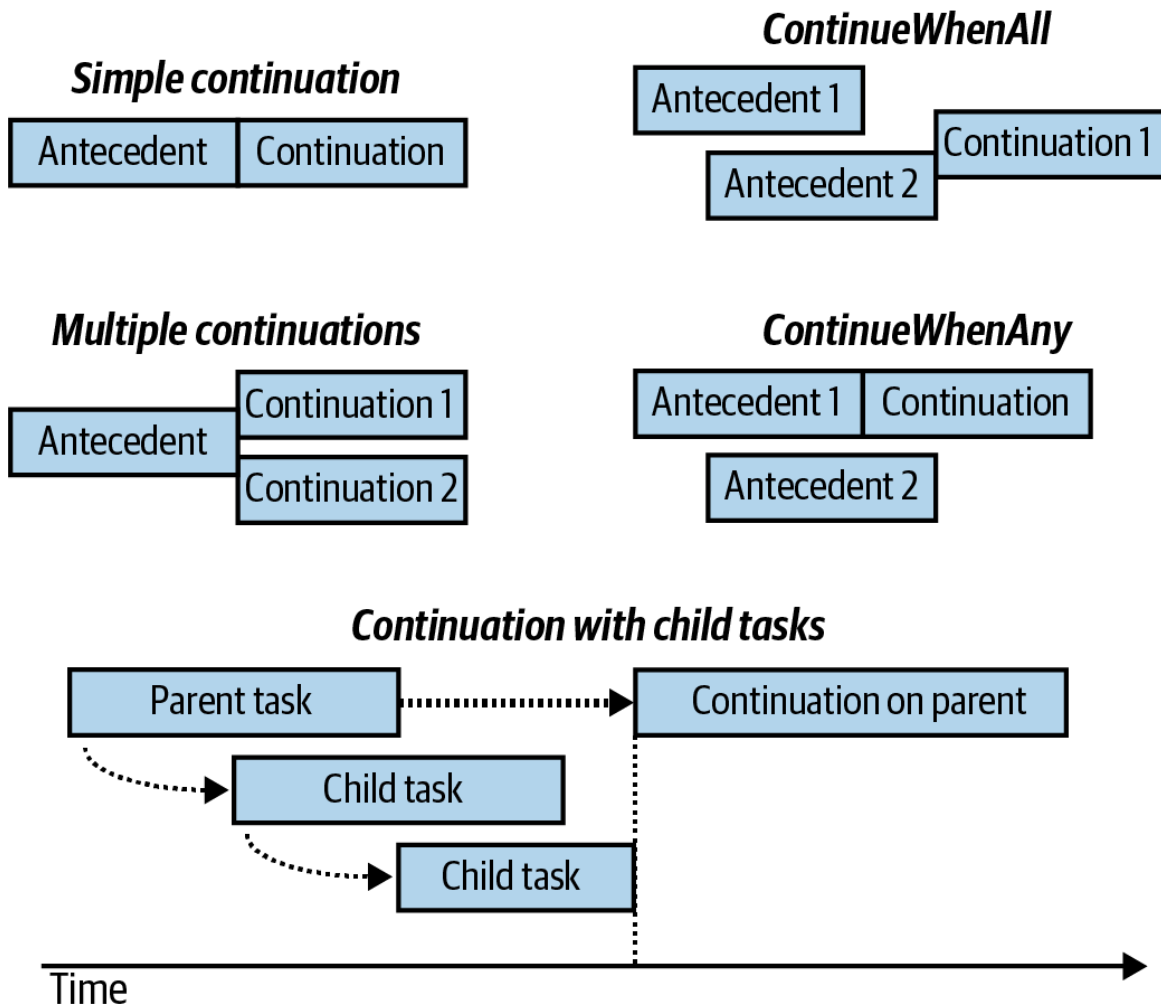 Simple continuation
Antecedent
Continuation
ContinueWhenAll
Antecedent 1
Antecedent 2
Continuation 1
Multiple continuations
Antecedent
Continuation 1
Continuation 2
ContinueWhenAny
Antecedent 1
Continuation
Antecedent 2
Continuation with child tasks
Parent task
Continuation on parent
Child task
Child task
Time